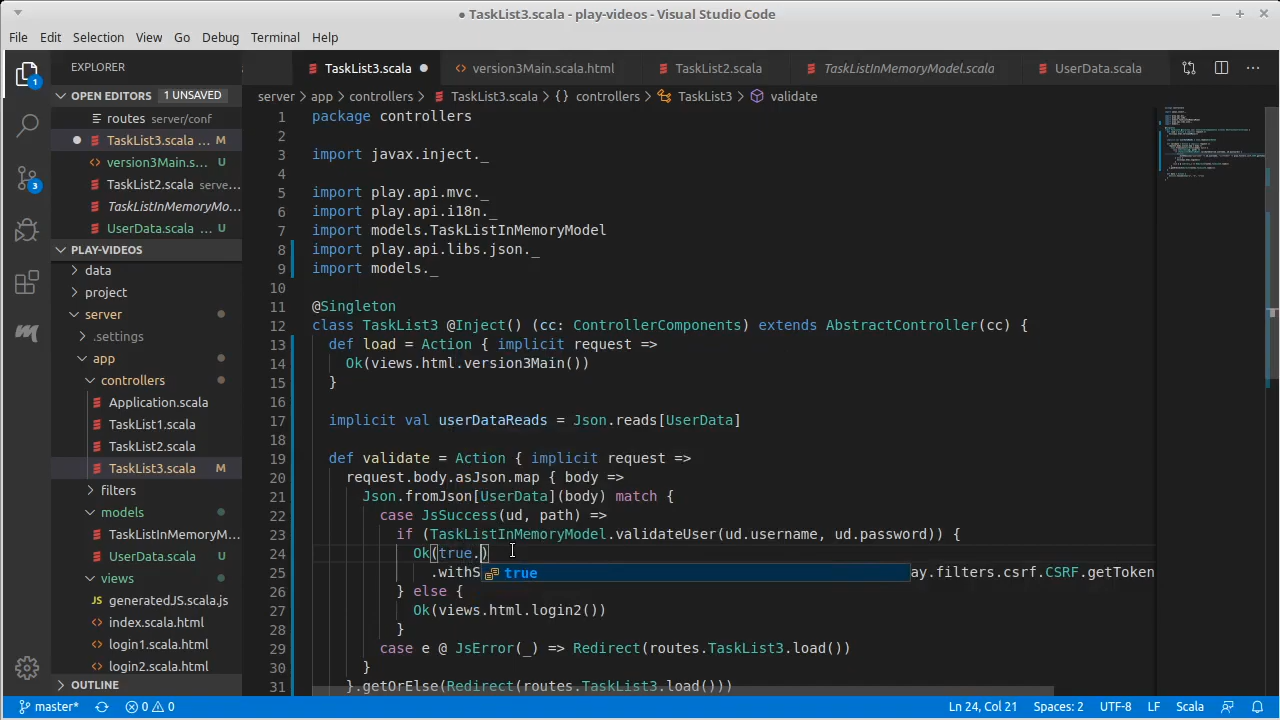 ● TaskList3.scala - play-videos - Visual Studio Code
File Edit Selection View Go Debug Terminal Help
1
3
EXPLORER
OPEN EDITORS 1 UNSAVED
routes server/conf
TaskList3.scala ... M
version3Main.s... U
TaskList2.scala serve...
TaskListInMemoryMo...
UserData.scala ... U
PLAY-VIDEOS
data
project
server
.settings
app
controllers
Application.scala
TaskList1.scala
TaskList2.scala
TaskList3.scala M
filters
models
TaskListInMemoryM...
UserData.scala U
views
generatedJS.scala.js
index.scala.html
login1.scala.html
login2.scala.html
OUTLINE
TaskList3.scala version3Main.scala.html TaskList2.scala TaskListInMemoryModel.scala UserData.scala ...
server app controllers TaskList3.scala {} controllers TaskList3 validate
1 package controllers
2
3 import javax.inject._
4
5 import play.api.mvc._
6 import play.api.i18n._
7 import models.TaskListInMemoryModel
8 import play.api.libs.json._
9 import models._
10
11 @Singleton
12 class TaskList3 @Inject() (cc: ControllerComponents) extends AbstractController(cc) {
13 def load = Action { implicit request =>
14 Ok(views.html.version3Main())
15 }
16
17 implicit val userDataReads = Json.reads[UserData]
18
19 def validate = Action { implicit request =>
20 request.body.asJson.map { body =>
21 Json.fromJson[UserData](body) match {
22 case JsSuccess(ud, path) =>
23 if (TaskListInMemoryModel.validateUser(ud.username, ud.password)) {
24 Ok(true.)
25 .withS true ay.filters.csrf.CSRF.getToken
26 } else {
27 Ok(views.html.login2())
28 }
29 case e @ JsError(_) => Redirect(routes.TaskList3.load())
30 }
31 }.getOrElse(Redirect(routes.TaskList3.load()))
master* 0 0 Ln 24, Col 21 Spaces: 2 UTF-8 LF Scala